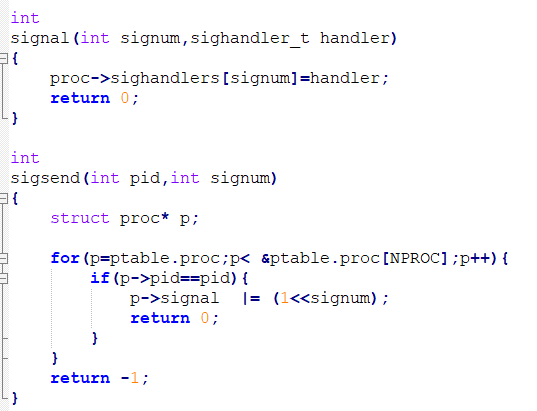 int
signal(int signum,sighandler_t handler)
{
    proc->sighandlers[signum]=handler;
    return 0;
}

int
sigsend(int pid,int signum)
{
    struct proc* p;

    for(p=ptable.proc;p< &ptable.proc[NPROC];p++){
        if(p->pid==pid){
            p->signal  |= (1<<signum);
            return 0;
        }
    }
    return -1;
}